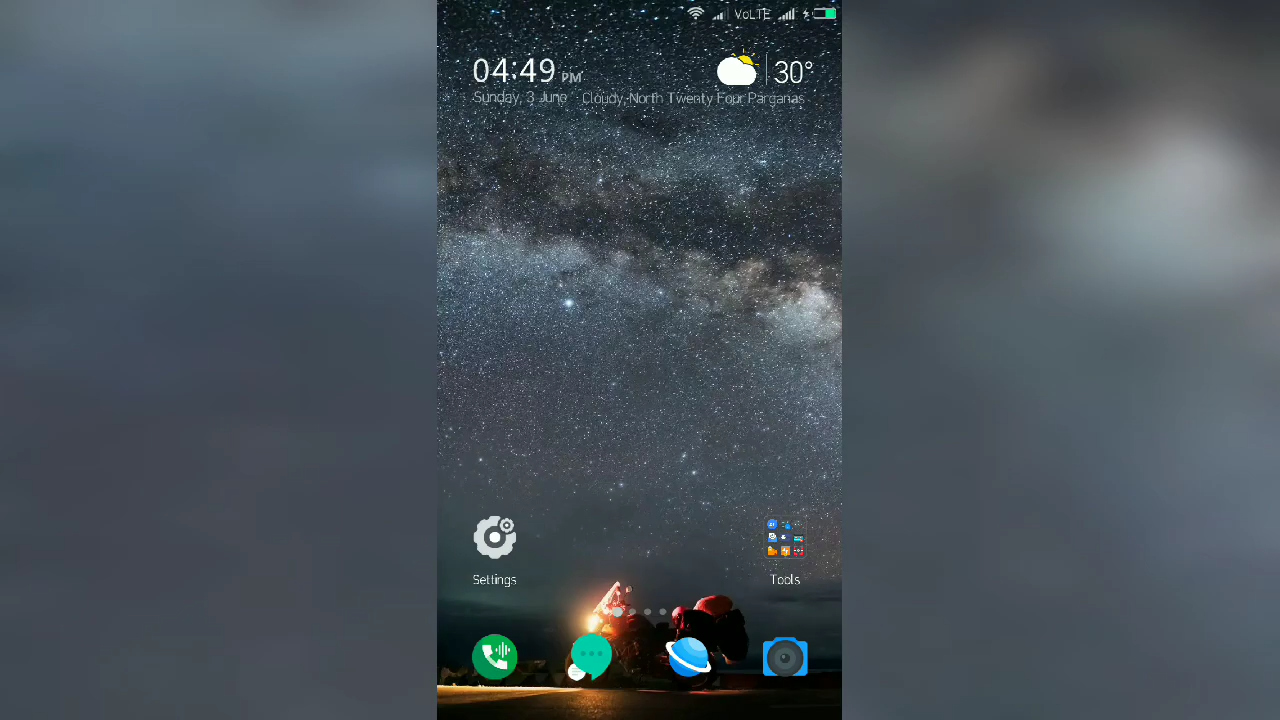 VoLTE
04:49 PM
30°
Sunday, 3 June
Cloudy, North Twenty Four Parganas
Settings
Tools